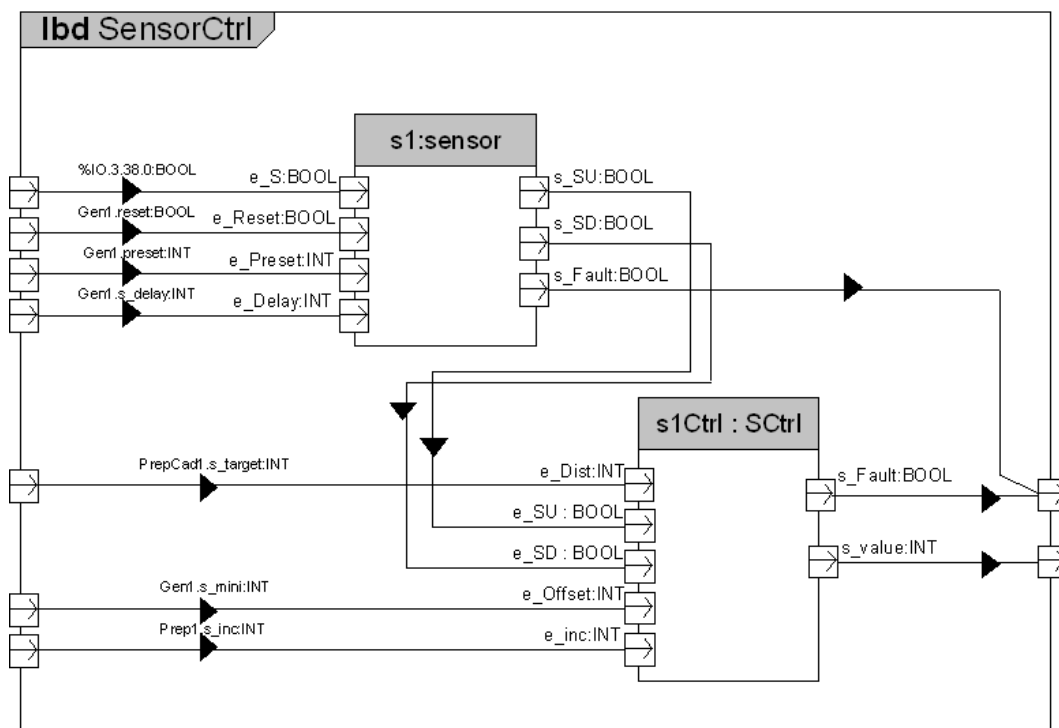 Ibd SensorCtrl
s1:sensor
%IO.3.38.0:BOOL
e_S:BOOL
s_SU:BOOL
Gen1.reset:BOOL
e_Reset:BOOL
s_SD:BOOL
Gen1.preset:INT
e_Preset:INT
s_Fault:BOOL
Gen1.s_delay:INT
e_Delay:INT
s1Ctrl : SCtrl
PrepCad1.s_target:INT
e_Dist:INT
s_Fault:BOOL
e_SU : BOOL
e_SD : BOOL
s_value:INT
Gen1.s_mini:INT
e_Offset:INT
Prep1.s_inc:INT
e_inc:INT